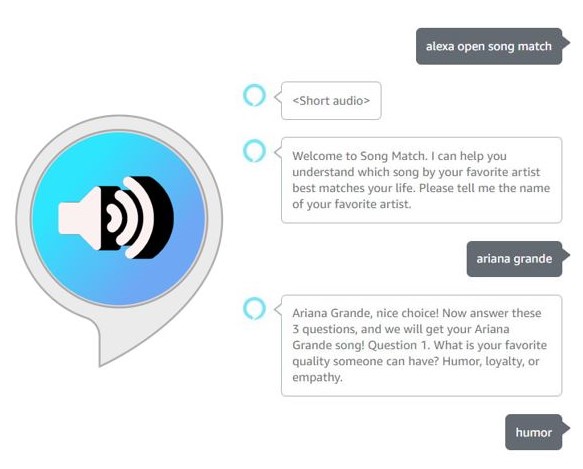 alexa open song match
<Short audio>
Welcome to Song Match. I can help you
understand which song by your favorite artist
best matches your life. Please tell me the name
of your favorite artist.
ariana grande
Ariana Grande, nice choice! Now answer these
3 questions, and we will get your Ariana
Grande song! Question 1. What is your favorite
quality someone can have? Humor, loyalty, or
empathy.
humor